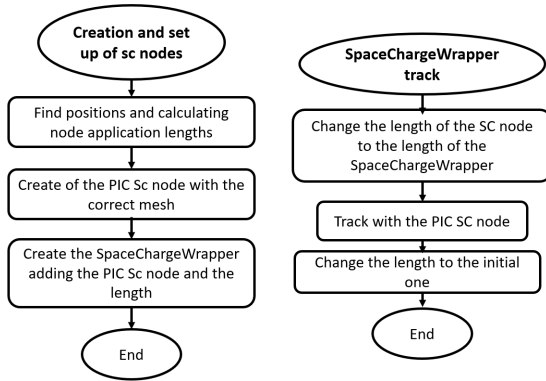 Creation and set
up of sc nodes
Find positions and calculating
node application lengths
Create of the PIC Sc node with the
correct mesh
Create the SpaceChargeWrapper
adding the PIC Sc node and the
length
End
SpaceChargeWrapper
track
Change the length of the SC node
to the length of the
SpaceChargeWrapper
Track with the PIC SC node
Change the length to the initial
one
End